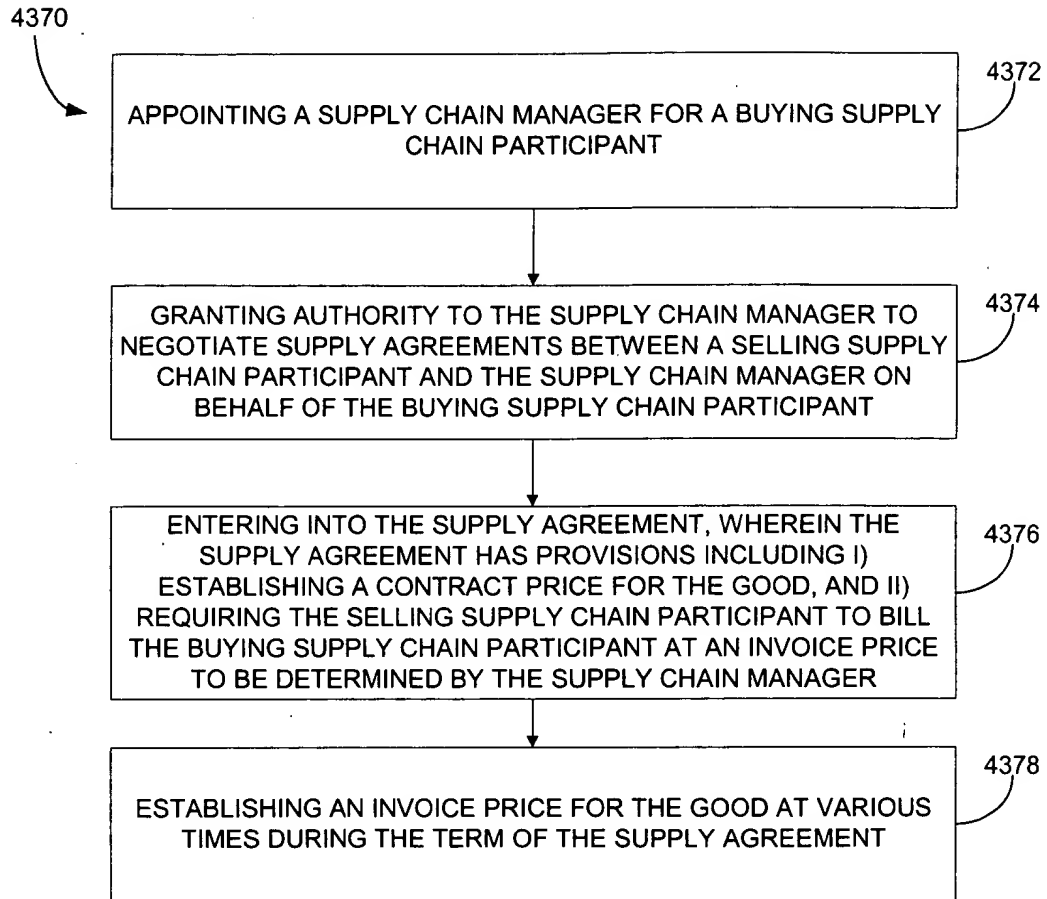 4370
4372
APPOINTING A SUPPLY CHAIN MANAGER FOR A BUYING SUPPLY
CHAIN PARTICIPANT
4374
GRANTING AUTHORITY TO THE SUPPLY CHAIN MANAGER TO
NEGOTIATE SUPPLY AGREEMENTS BETWEEN A SELLING SUPPLY
CHAIN PARTICIPANT AND THE SUPPLY CHAIN MANAGER ON
BEHALF OF THE BUYING SUPPLY CHAIN PARTICIPANT
4376
ENTERING INTO THE SUPPLY AGREEMENT, WHEREIN THE
SUPPLY AGREEMENT HAS PROVISIONS INCLUDING I)
ESTABLISHING A CONTRACT PRICE FOR THE GOOD, AND II)
REQUIRING THE SELLING SUPPLY CHAIN PARTICIPANT TO BILL
THE BUYING SUPPLY CHAIN PARTICIPANT AT AN INVOICE PRICE
TO BE DETERMINED BY THE SUPPLY CHAIN MANAGER
4378
ESTABLISHING AN INVOICE PRICE FOR THE GOOD AT VARIOUS
TIMES DURING THE TERM OF THE SUPPLY AGREEMENT